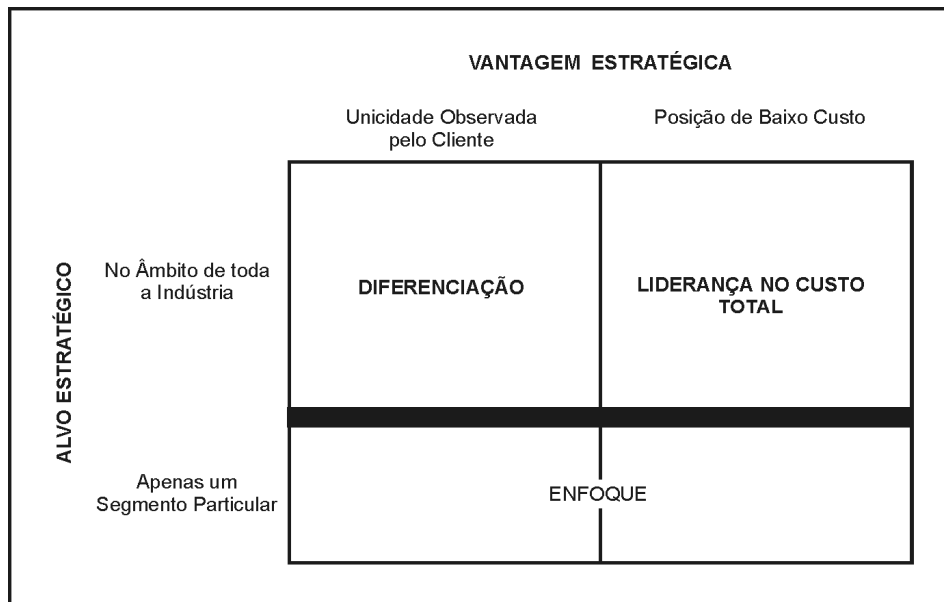 VANTAGEM ESTRATÉGICA
Unicidade Observada
pelo Cliente
Posição de Baixo Custo
ALVO ESTRATÉGICO
No Âmbito de toda
a Indústria
DIFERENCIAÇÃO
LIDERANÇA NO CUSTO
TOTAL
Apenas um
Segmento Particular
ENFOQUE